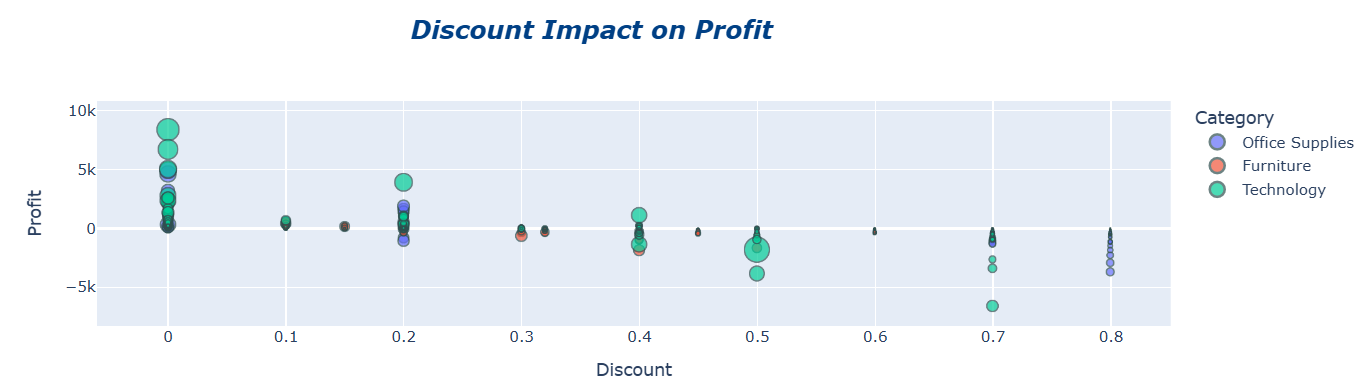 Discount Impact on Profit
10k
5k
0
−5k
Profit
0
0.1
0.2
0.3
0.4
0.5
0.6
0.7
0.8
Discount
Category
Office Supplies
Furniture
Technology